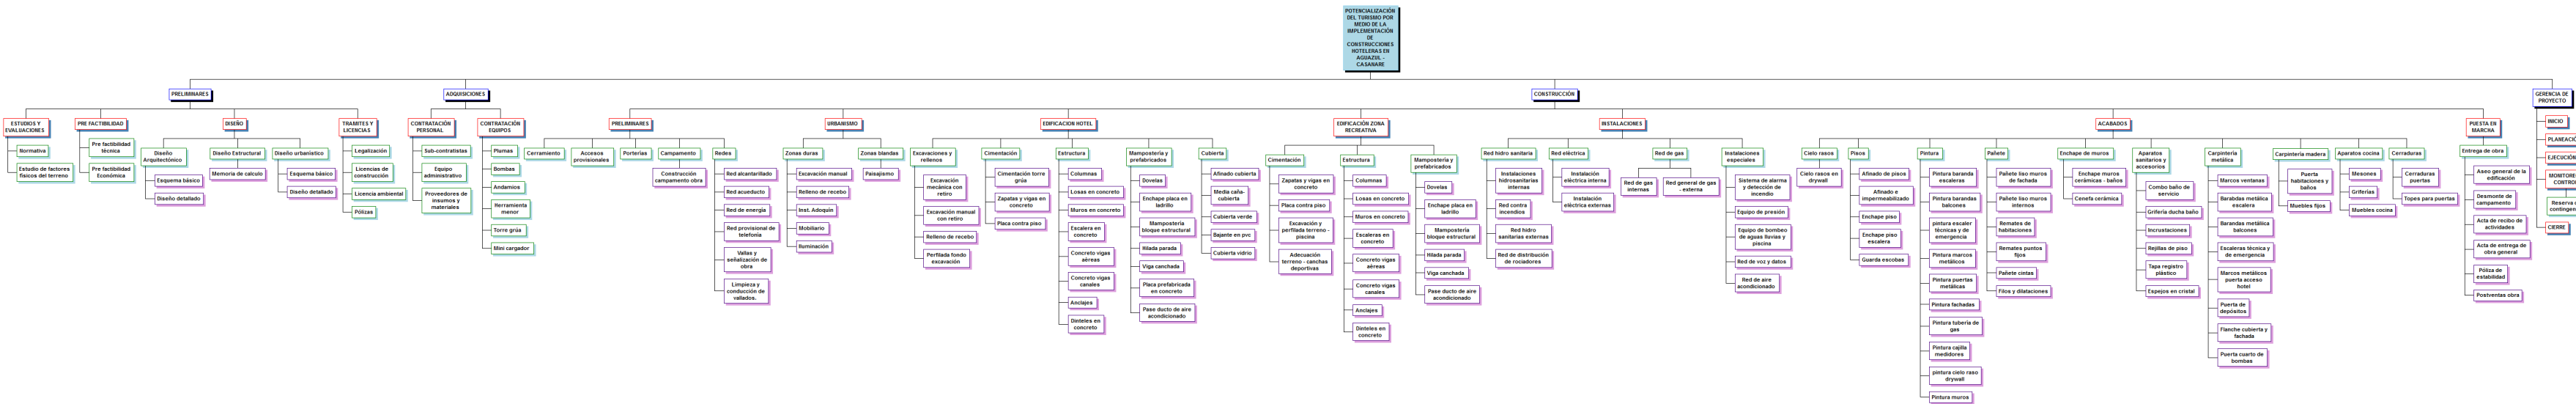 POTENCIALIZACIÓN
DEL TURISMO POR
MEDIO DE LA
IMPLEMENTACIÓN
DE
CONSTRUCCIONES
HOTELERAS EN
AGUAZUL -
CASANARE
PRELIMINARES
ESTUDIOS Y
EVALUACIONES
Normativa
Estudio de factores
físicos del terreno
PRE FACTIBILIDAD
Pre factibilidad
técnica
Pre factibilidad
Económica
DISEÑO
Diseño
Arquitectónico
Esquema básico
Diseño detallado
Diseño Estructural
Memoria de calculo
Diseño urbanístico
Esquema básico
Diseño detallado
TRAMITES Y
LICENCIAS
Legalización
Licencias de
construcción
Licencia ambiental
Pólizas
ADQUISICIONES
CONTRATACIÓN
PERSONAL
Sub-contratistas
Equipo
administrativo
Proveedores de
insumos y
materiales
CONTRATACIÓN
EQUIPOS
Plumas
Bombas
Andamios
Herramienta
menor
Torre grúa
Mini cargador
CONSTRUCCIÓN
PRELIMINARES
Cerramiento
Accesos
provisionales
Porterías
Campamento
Construcción
campamento obra
Redes
Red alcantarillado
Red acueducto
Red de energía
Red provisional de
telefonía
Vallas y
señalización de
obra
Limpieza y
conducción de
vallados.
URBANISMO
Zonas duras
Excavación manual
Relleno de recebo
Inst. Adoquín
Mobiliario
Iluminación
Zonas blandas
Paisajismo
EDIFICACION HOTEL
Excavaciones y
rellenos
Excavación
mecánica con
retiro
Excavación manual
con retiro
Relleno de recebo
Perfilada fondo
excavación
Cimentación
Cimentación torre
grúa
Zapatas y vigas en
concreto
Placa contra piso
Estructura
Columnas
Losas en concreto
Muros en concreto
Escalera en
concreto
Concreto vigas
aéreas
Concreto vigas
canales
Anclajes
Dinteles en
concreto
Mampostería y
prefabricados
Dovelas
Enchape placa en
ladrillo
Mampostería
bloque estructural
Hilada parada
Viga canchada
Placa prefabricada
en concreto
Pase ducto de aire
acondicionado
Cubierta
Afinado cubierta
Media caña-
cubierta
Cubierta verde
Bajante en pvc
Cubierta vidrio
EDIFICACIÓN ZONA
RECREATIVA
Cimentación
Zapatas y vigas en
concreto
Placa contra piso
Excavación y
perfilada terreno -
piscina
Adecuación
terreno - canchas
deportivas
Estructura
Columnas
Losas en concreto
Muros en concreto
Escaleras en
concreto
Concreto vigas
aéreas
Concreto vigas
canales
Anclajes
Dinteles en
concreto
Mampostería y
prefabricados
Dovelas
Enchape placa en
ladrillo
Mampostería
bloque estructural
Hilada parada
Viga canchada
Pase ducto de aire
acondicionado
INSTALACIONES
Red hidro sanitaria
Instalaciones
hidrosanitarias
internas
Red contra
incendios
Red hidro
sanitarias externas
Red de distribución
de rociadores
Red eléctrica
Instalación
eléctrica interna
Instalación
eléctrica externas
Red de gas
Red de gas
internas
Red general de gas
- externa
Instalaciones
especiales
Sistema de alarma
y detección de
incendio
Equipo de presión
Equipo de bombeo
de aguas lluvias y
piscina
Red de voz y datos
Red de aire
acondicionado
ACABADOS
Cielo rasos
Cielo rasos en
drywall
Pisos
Afinado de pisos
Afinado e
impermeabilizado
Enchape piso
Enchape piso
escalera
Guarda escobas
Pintura
Pintura baranda
escaleras
Pintura barandas
balcones
pintura escaler
técnicas y de
emergencia
Pintura marcos
metálicos
Pintura puertas
metálicas
Pintura fachadas
Pintura tubería de
gas
Pintura cajilla
medidores
pintura cielo raso
drywall
Pintura muros
Pañete
Pañete liso muros
de fachada
Pañete liso muros
internos
Remates de
habitaciones
Remates puntos
fijos
Pañete cintas
Filos y dilataciones
Enchape de muros
Enchape muros
cerámicas - baños
Cenefa cerámica
Aparatos
sanitarios y
accesorios
Combo baño de
servicio
Grifería ducha baño
Incrustaciones
Rejillas de piso
Tapa registro
plástico
Espejos en cristal
Carpintería
metálica
Marcos ventanas
Barabdas metálica
escalera
Barandas metálica
balcones
Escaleras técnica y
de emergencia
Marcos metálicos
puerta acceso
hotel
Puerta de
depósitos
Flanche cubierta y
fachada
Puerta cuarto de
bombas
Carpintería madera
Puerta
habitaciones y
baños
Muebles fijos
Aparatos cocina
Mesones
Griferías
Muebles cocina
Cerraduras
Cerraduras
puertas
Topes para puertas
PUESTA EN
MARCHA
Entrega de obra
Aseo general de la
edificación
Desmonte de
campamento
Acta de recibo de
actividades
Acta de entrega de
obra general
Póliza de
estabilidad
Postventas obra
GERENCIA DE
PROYECTO
INICIO
PLANEACIÓ
EJECUCIÓN
MONITORE
CONTRO
Reserva d
contingen
CIERRE